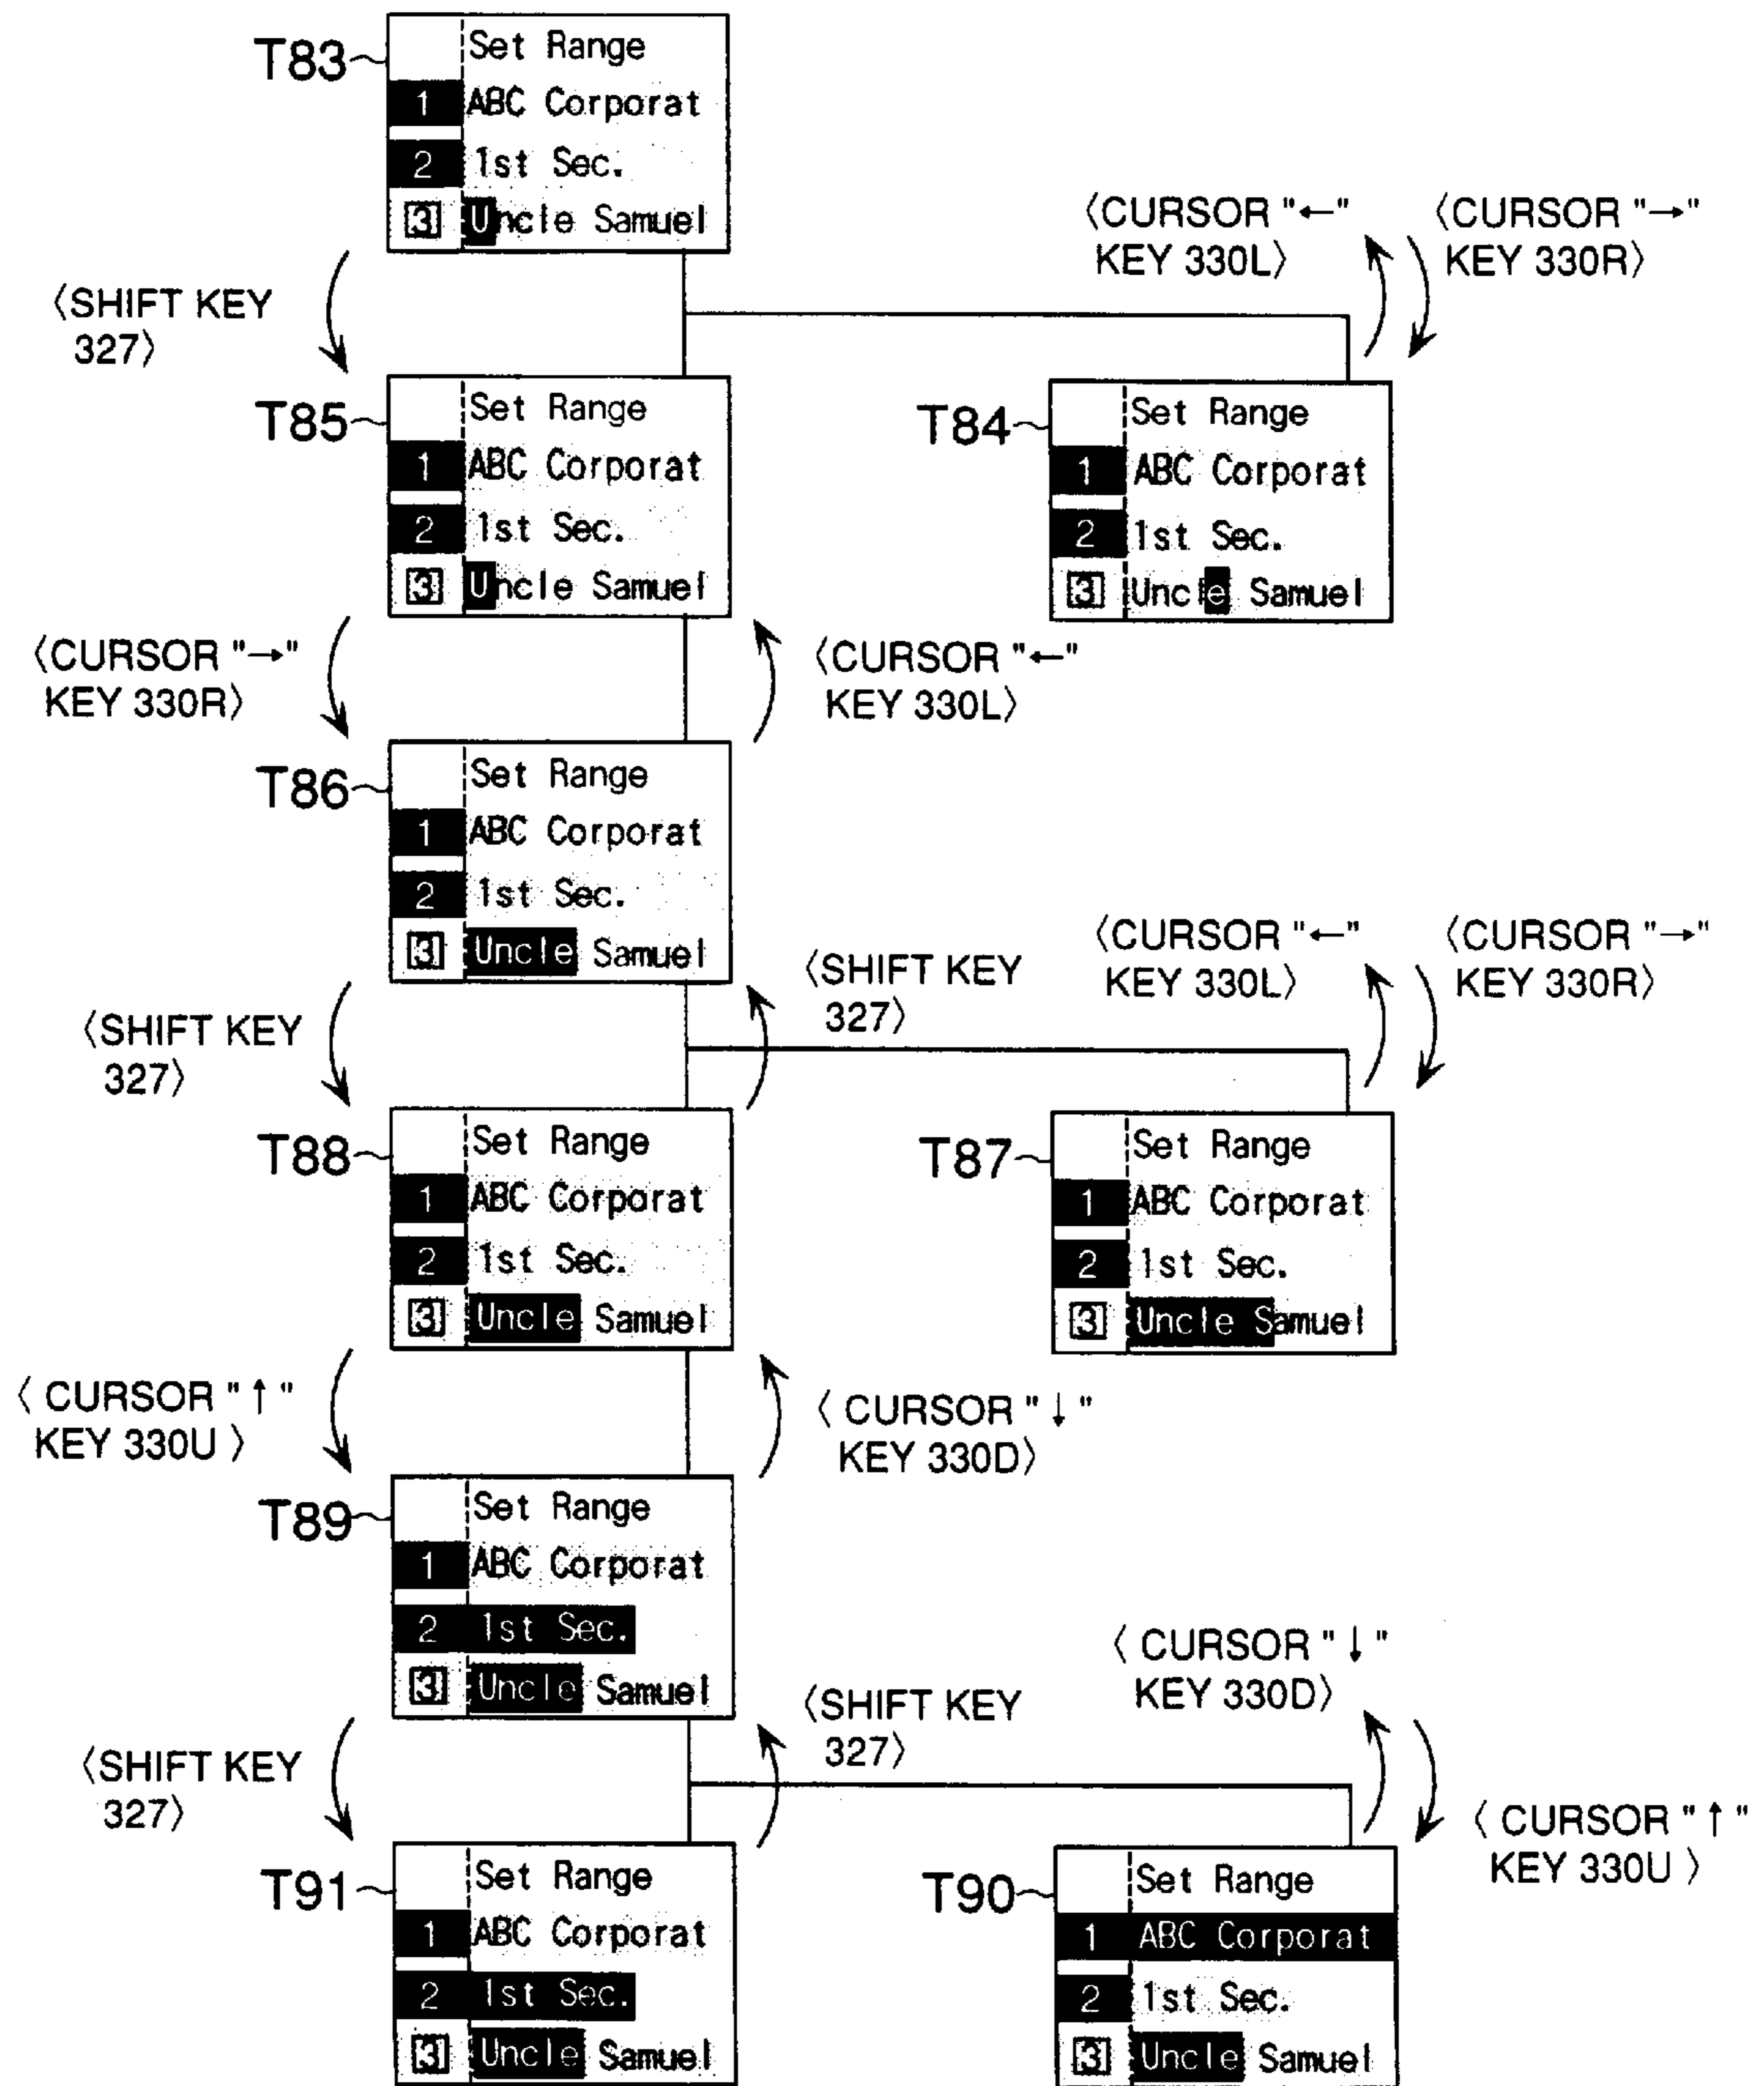 T83
Set Range
1 ABC Corporat
2 1st Sec.
3 Uncle Samuel
〈SHIFT KEY
327〉
〈CURSOR "←"
KEY 330L〉
〈CURSOR "→"
KEY 330R〉
T85
Set Range
1 ABC Corporat
2 1st Sec.
3 Uncle Samuel
T84
Set Range
1 ABC Corporat
2 1st Sec.
3 Uncle Samuel
〈CURSOR "→"
KEY 330R〉
〈CURSOR "←"
KEY 330L〉
T86
Set Range
1 ABC Corporat
2 1st Sec.
3 Uncle Samuel
〈SHIFT KEY
327〉
〈SHIFT KEY
327〉
〈CURSOR "←"
KEY 330L〉
〈CURSOR "→"
KEY 330R〉
T88
Set Range
1 ABC Corporat
2 1st Sec.
3 Uncle Samuel
T87
Set Range
1 ABC Corporat
2 1st Sec.
3 Uncle Samuel
〈 CURSOR "↑"
KEY 330U 〉
〈 CURSOR "↓"
KEY 330D〉
T89
Set Range
1 ABC Corporat
2 1st Sec.
3 Uncle Samuel
〈SHIFT KEY
327〉
〈SHIFT KEY
327〉
〈 CURSOR "↓"
KEY 330D〉
〈 CURSOR "↑"
KEY 330U 〉
T91
Set Range
1 ABC Corporat
2 1st Sec.
3 Uncle Samuel
T90
Set Range
1 ABC Corporat
2 1st Sec.
3 Uncle Samuel